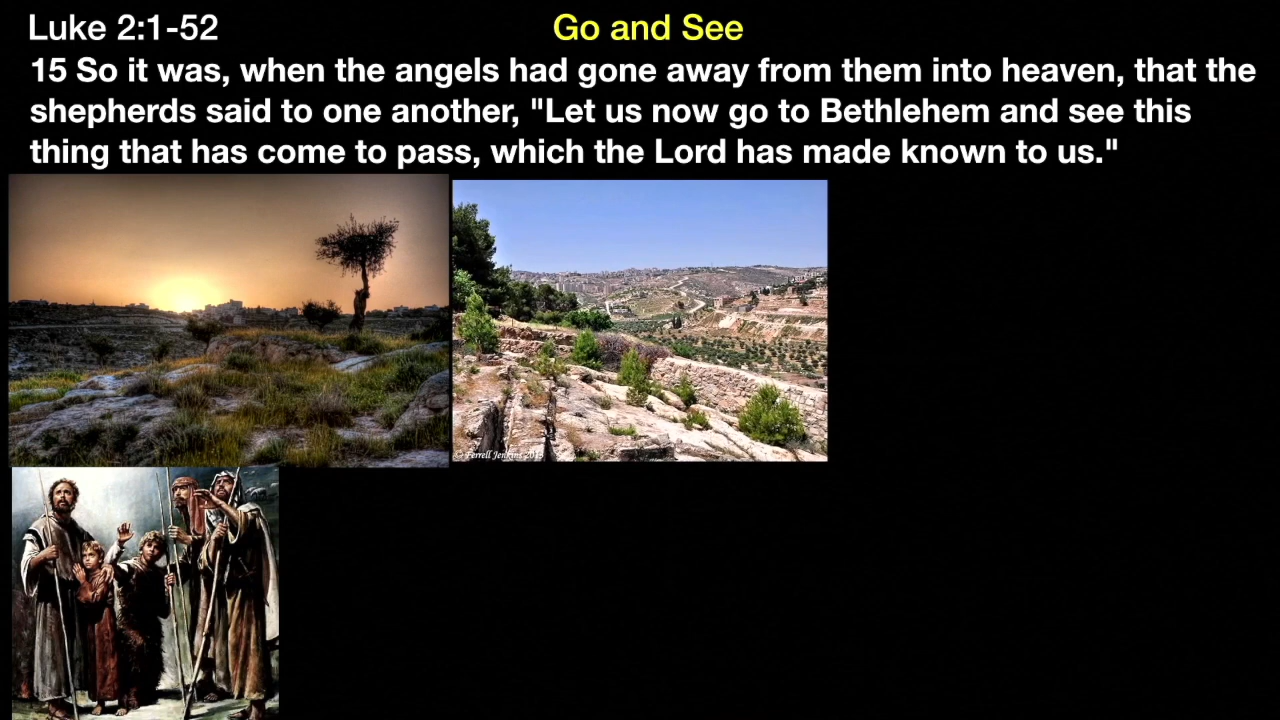 Luke 2:1-52
Go and See
15 So it was, when the angels had gone away from them into heaven, that the
shepherds said to one another, "Let us now go to Bethlehem and see this
thing that has come to pass, which the Lord has made known to us."
© Ferrell Jenkins